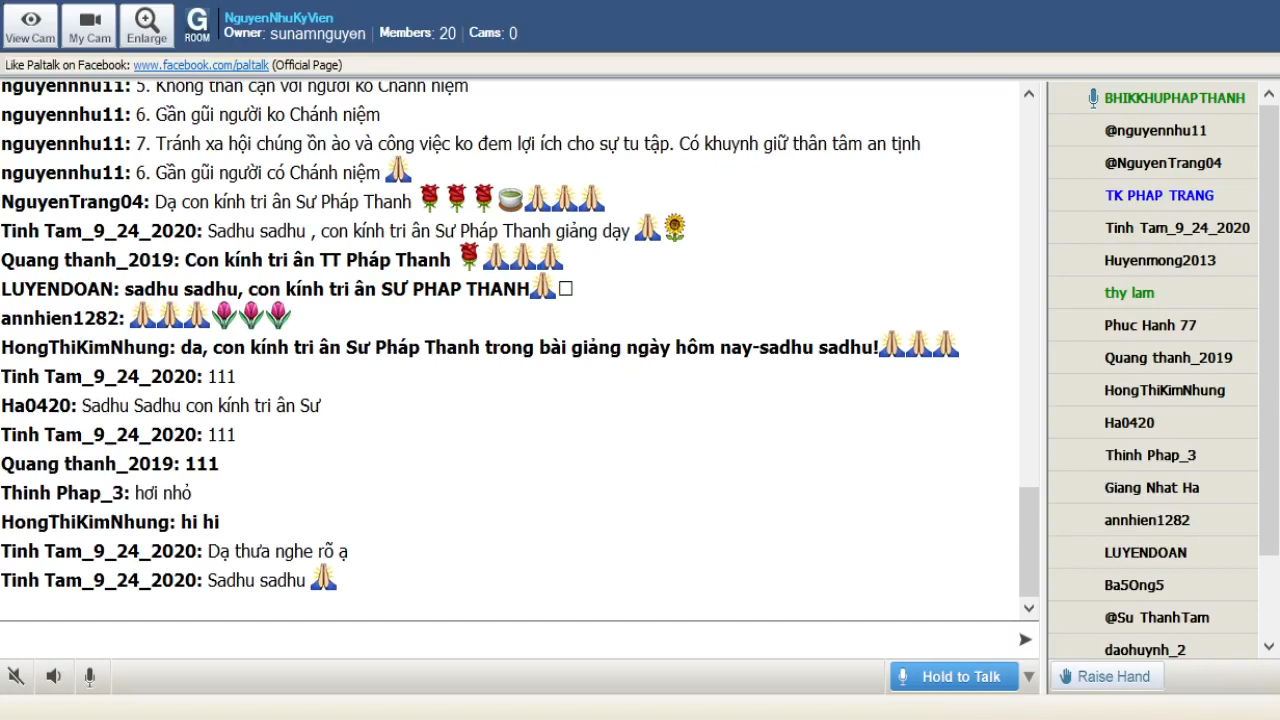 View Cam
My Cam
Enlarge
G
ROOM
NguyenNhuKyVien
Owner: sunamnguyen
Members: 20
Cams: 0
Like Paltalk on Facebook: www.facebook.com/paltalk (Official Page)
nguyennhu11: 5. Không thân cận với người ko Chánh niệm
nguyennhu11: 6. Gần gũi người ko Chánh niệm
nguyennhu11: 7. Tránh xa hội chúng ồn ào và công việc ko đem lợi ích cho sự tu tập. Có khuynh giữ thân tâm an tịnh
nguyennhu11: 6. Gần gũi người có Chánh niệm
NguyenTrang04: Dạ con kính tri ân Sư Pháp Thanh
Tinh Tam_9_24_2020: Sadhu sadhu , con kính tri ân Sư Pháp Thanh giảng dạy
Quang thanh_2019: Con kính tri ân TT Pháp Thanh
LUYENDOAN: sadhu sadhu, con kính tri ân SƯ PHAP THANH
annhien1282:
HongThiKimNhung: da, con kính tri ân Sư Pháp Thanh trong bài giảng ngày hôm nay-sadhu sadhu!
Tinh Tam_9_24_2020: 111
Ha0420: Sadhu Sadhu con kính tri ân Sư
Tinh Tam_9_24_2020: 111
Quang thanh_2019: 111
Thinh Phap_3: hơi nhỏ
HongThiKimNhung: hi hi
Tinh Tam_9_24_2020: Dạ thưa nghe rõ ạ
Tinh Tam_9_24_2020: Sadhu sadhu
Hold to Talk
BHIKKHUPHAPTHANH
@nguyennhu11
@NguyenTrang04
TK PHAP TRANG
Tinh Tam_9_24_2020
Huyenmong2013
thy lam
Phuc Hanh 77
Quang thanh_2019
HongThiKimNhung
Ha0420
Thinh Phap_3
Giang Nhat Ha
annhien1282
LUYENDOAN
Ba5Ong5
@Su ThanhTam
daohuynh_2
Raise Hand